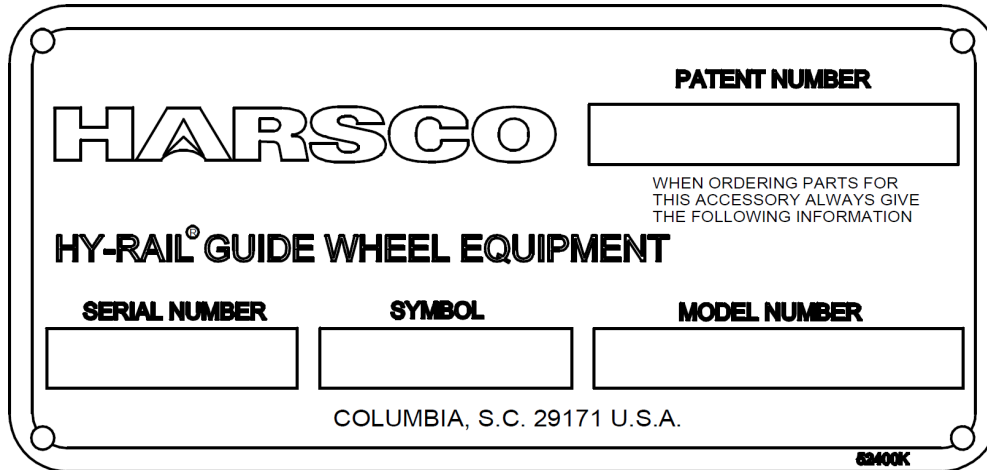 PATENT NUMBER
HARSCO
WHEN ORDERING PARTS FOR
THIS ACCESSORY ALWAYS GIVE
THE FOLLOWING INFORMATION
HY-RAIL® GUIDE WHEEL EQUIPMENT
SERIAL NUMBER SYMBOL MODEL NUMBER
COLUMBIA, S.C. 29171 U.S.A.
52400K